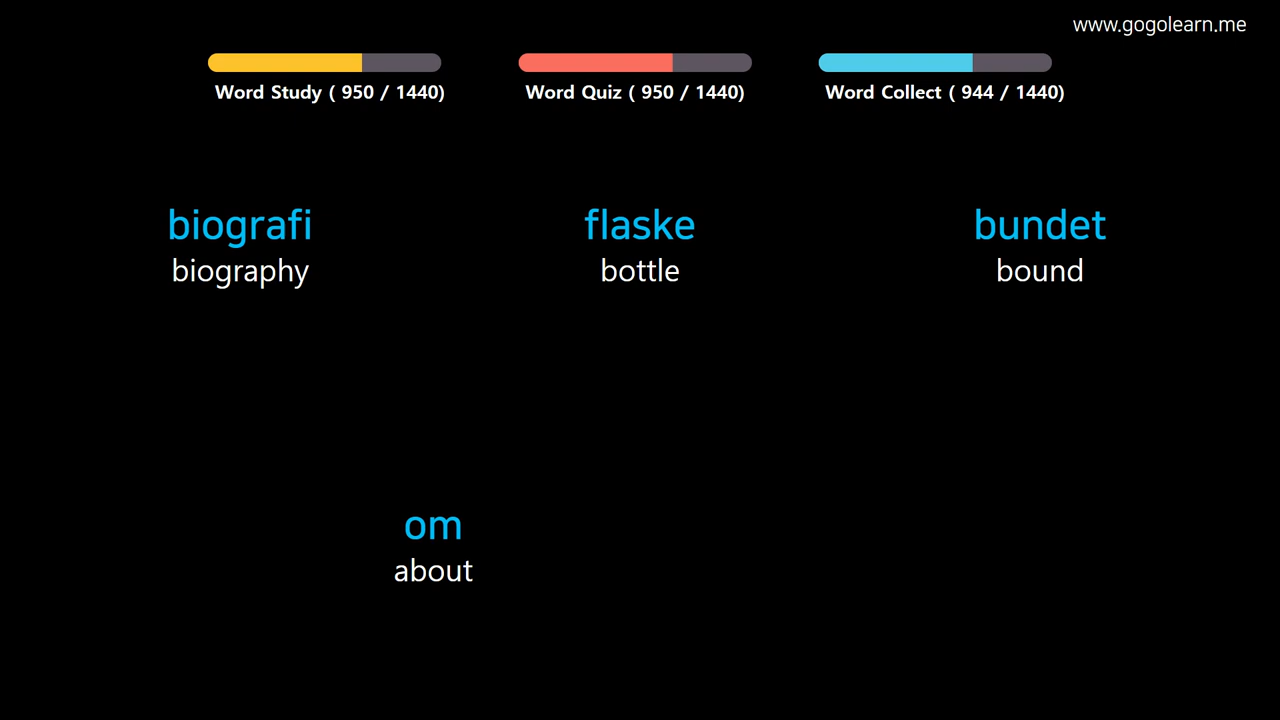 www.gogolearn.me
Word Study ( 950 / 1440)
Word Quiz ( 950 / 1440)
Word Collect ( 944 / 1440)
biografi
biography
flaske
bottle
bundet
bound
om
about